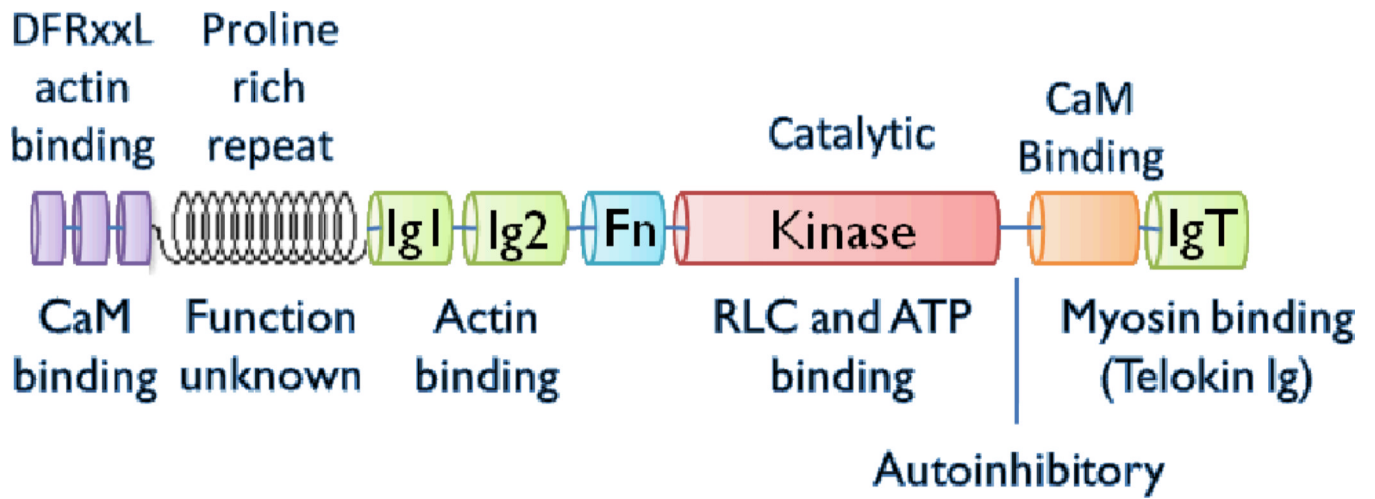 DFRxxL
actin
binding
Proline
rich
repeat
Catalytic
CaM
Binding
Ig1
Ig2
Fn
Kinase
IgT
CaM
binding
Function
unknown
Actin
binding
RLC and ATP
binding
Myosin binding
(Telokin Ig)
Autoinhibitory